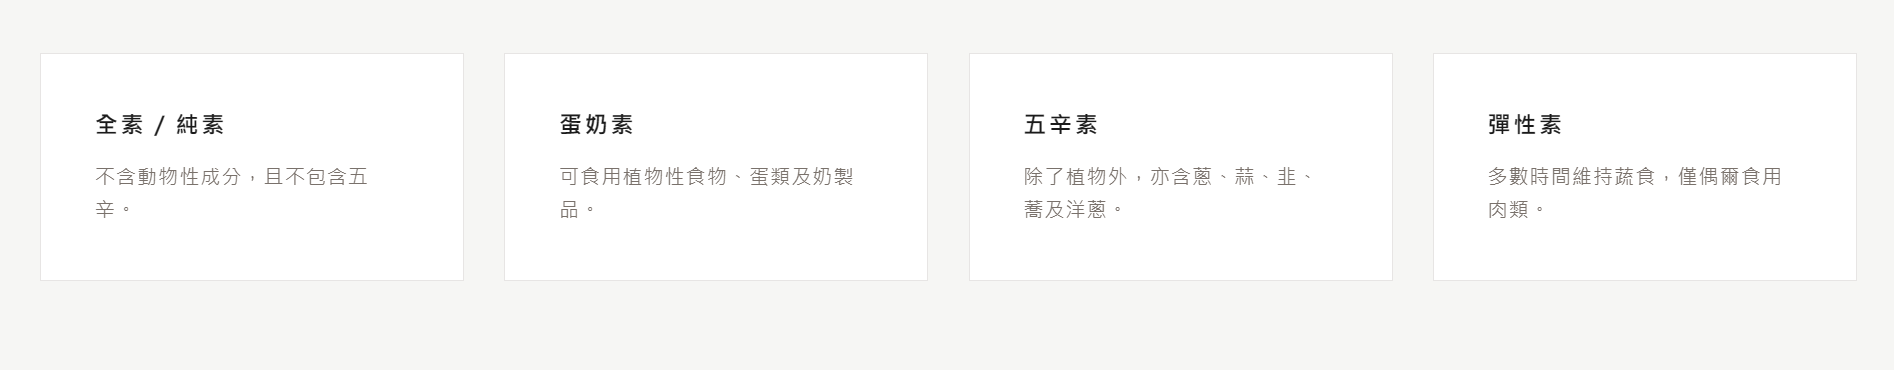 全素 / 純素
不含動物性成分，且不包含五
辛。
蛋奶素
可食用植物性食物、蛋類及奶製
品。
五辛素
除了植物外，亦含蔥、蒜、韭、
蕎及洋蔥。
彈性素
多數時間維持蔬食，僅偶爾食用
肉類。